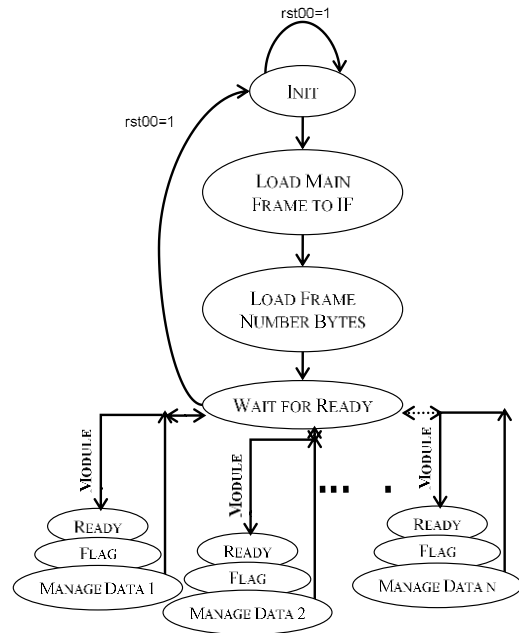 rst00=1
INIT
rst00=1
LOAD MAIN
FRAME TO IF
LOAD FRAME
NUMBER BYTES
WAIT FOR READY
MODULE
READY
FLAG
MANAGE DATA 1
MODULE
READY
FLAG
MANAGE DATA 2
MODULE
READY
FLAG
MANAGE DATA N